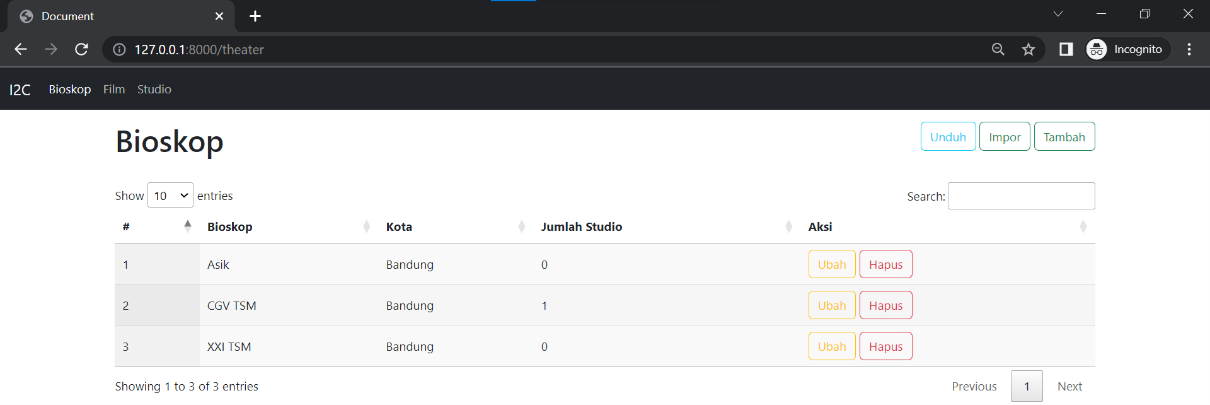 Document
127.0.0.1:8000/theater
Incognito
I2C Bioskop Film Studio
Bioskop
Unduh Impor Tambah
Show 10 entries
Search:
# Bioskop Kota Jumlah Studio Aksi
1 Asik Bandung 0 Ubah Hapus
2 CGV TSM Bandung 1 Ubah Hapus
3 XXI TSM Bandung 0 Ubah Hapus
Showing 1 to 3 of 3 entries
Previous 1 Next